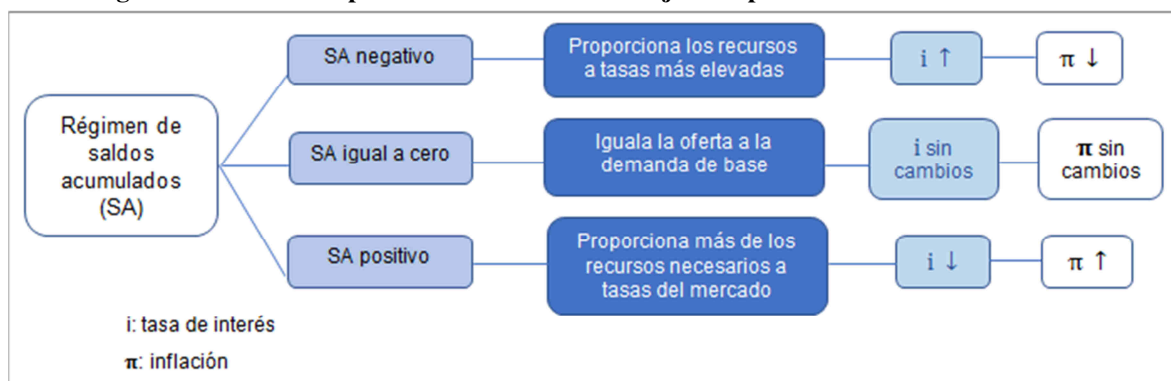 SA negativo
Proporciona los recursos
a tasas más elevadas
i ↑
π ↓
Régimen de
saldos
acumulados
(SA)
SA igual a cero
Iguala la oferta a la
demanda de base
i sin
cambios
π sin
cambios
SA positivo
Proporciona más de los
recursos necesarios a
tasas del mercado
i ↓
π ↑
i: tasa de interés
π: inflación